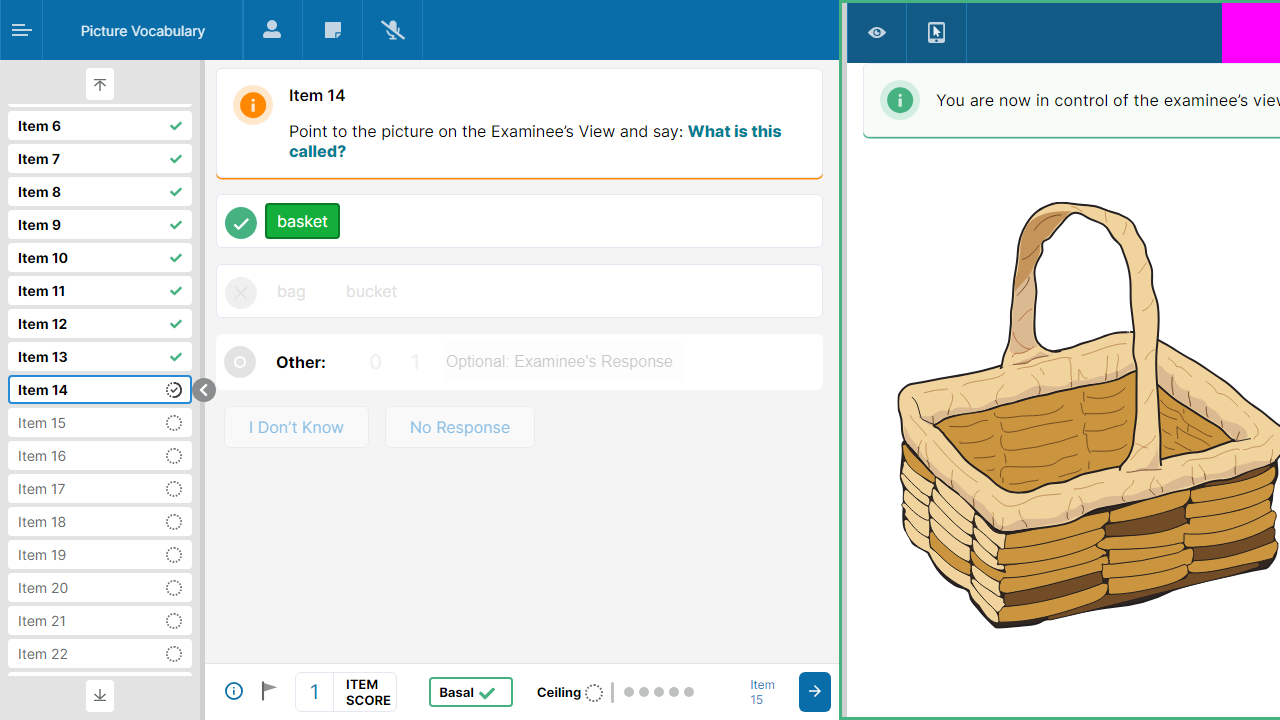 Picture Vocabulary
Item 6
Item 7
Item 8
Item 9
Item 10
Item 11
Item 12
Item 13
Item 14
Item 15
Item 16
Item 17
Item 18
Item 19
Item 20
Item 21
Item 22
Item 14
Point to the picture on the Examinee's View and say: What is this
called?
basket
bag bucket
Other: 0 1 Optional: Examinee's Response
I Don't Know No Response
1 ITEM
SCORE
Basal
Ceiling
Item
15
You are now in control of the examinee's